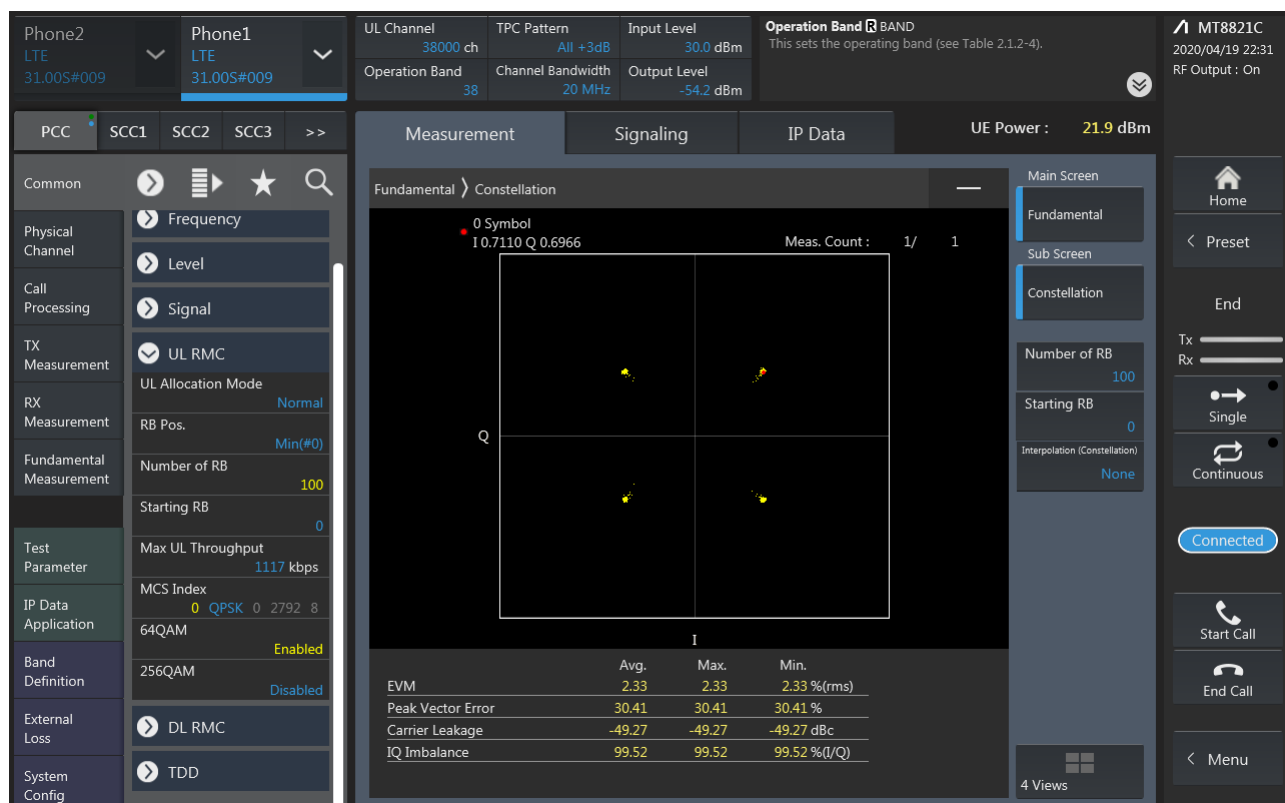 Phone2
LTE
31.00S#009
Phone1
LTE
31.00S#009
UL Channel
38000 ch
TPC Pattern
All +3dB
Input Level
30.0 dBm
Operation Band
38
Channel Bandwidth
20 MHz
Output Level
-54.2 dBm
Operation Band R BAND
This sets the operating band (see Table 2.1.2-4).
MT8821C
2020/04/19 22:31
RF Output : On
PCC SCC1 SCC2 SCC3 >>
Measurement Signaling IP Data
UE Power : 21.9 dBm
Common
Physical
Channel
Call
Processing
TX
Measurement
RX
Measurement
Fundamental
Measurement
Test
Parameter
IP Data
Application
Band
Definition
External
Loss
System
Config
Frequency
Level
Signal
UL RMC
UL Allocation Mode
Normal
RB Pos.
Min(#0)
Number of RB
100
Starting RB
0
Max UL Throughput
1117 kbps
MCS Index
0 QPSK 0 2792 8
64QAM
Enabled
256QAM
Disabled
DL RMC
TDD
Fundamental 〉 Constellation
0 Symbol
I 0.7110 Q 0.6966
Meas. Count : 1/ 1
Q
I
Avg. Max. Min.
EVM 2.33 2.33 2.33 %(rms)
Peak Vector Error 30.41 30.41 30.41 %
Carrier Leakage -49.27 -49.27 -49.27 dBc
IQ Imbalance 99.52 99.52 99.52 %(I/Q)
Main Screen
Fundamental
Sub Screen
Constellation
Number of RB
100
Starting RB
0
Interpolation (Constellation)
None
4 Views
Home
< Preset
End
Tx
Rx
Single
Continuous
Connected
Start Call
End Call
< Menu